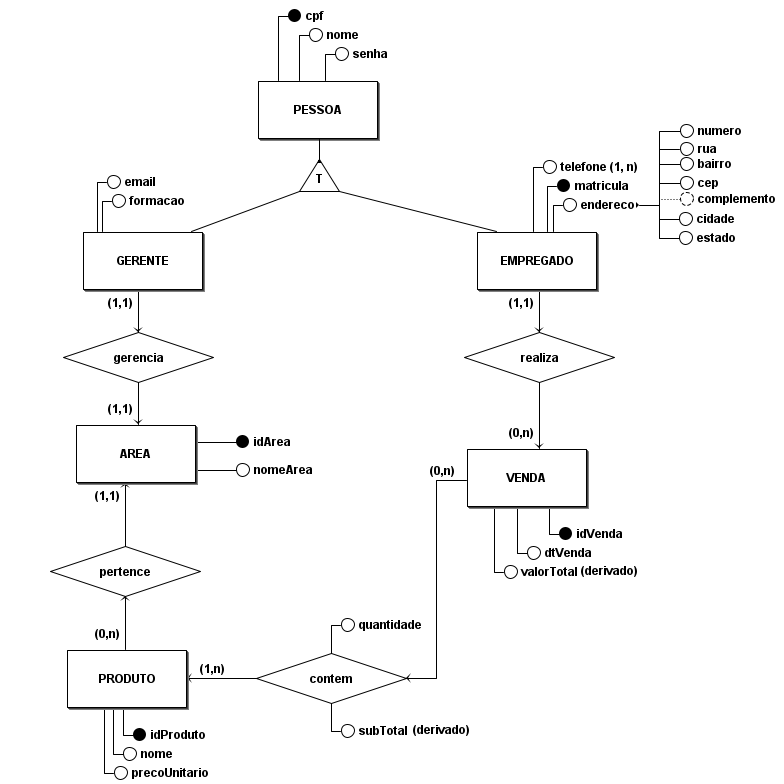 cpf
nome
senha
PESSOA
T
email
formacao
GERENTE
telefone (1, n)
matricula
endereco
numero
rua
bairro
cep
complemento
cidade
estado
EMPREGADO
(1,1)
gerencia
(1,1)
AREA
idArea
nomeArea
(1,1)
realiza
(0,n)
VENDA
idVenda
dtVenda
valorTotal (derivado)
(0,n)
(1,1)
pertence
(0,n)
PRODUTO
idProduto
nome
precoUnitario
(1,n)
contem
quantidade
subTotal (derivado)